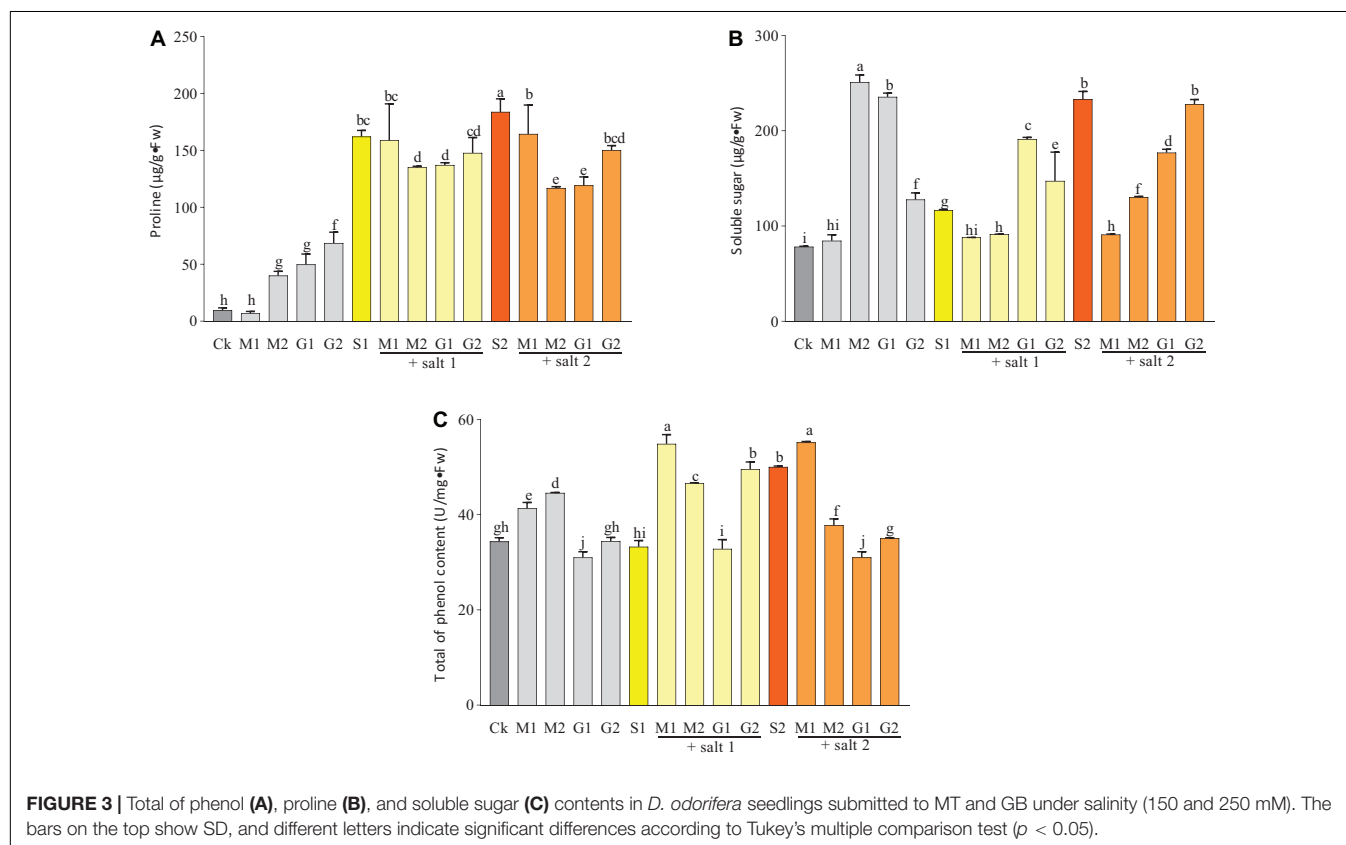 A
250
200
150
100
50
0
Proline (µg/g•Fw)
h h g g f bc bc d d cd a b e e bcd
Ck M1 M2 G1 G2 S1 M1 M2 G1 G2 S2 M1 M2 G1 G2
+ salt 1 + salt 2
B
300
200
100
0
Soluble sugar (µg/g•Fw)
i hi a b f g hi h c e b h f d b
Ck M1 M2 G1 G2 S1 M1 M2 G1 G2 S2 M1 M2 G1 G2
+ salt 1 + salt 2
C
60
40
20
0
Total of phenol content (U/mg•Fw)
gh e d j gh hi a c i b b a f j g
Ck M1 M2 G1 G2 S1 M1 M2 G1 G2 S2 M1 M2 G1 G2
+ salt 1 + salt 2
FIGURE 3 | Total of phenol (A), proline (B), and soluble sugar (C) contents in D. odorifera seedlings submitted to MT and GB under salinity (150 and 250 mM). The
bars on the top show SD, and different letters indicate significant differences according to Tukey's multiple comparison test (p < 0.05).